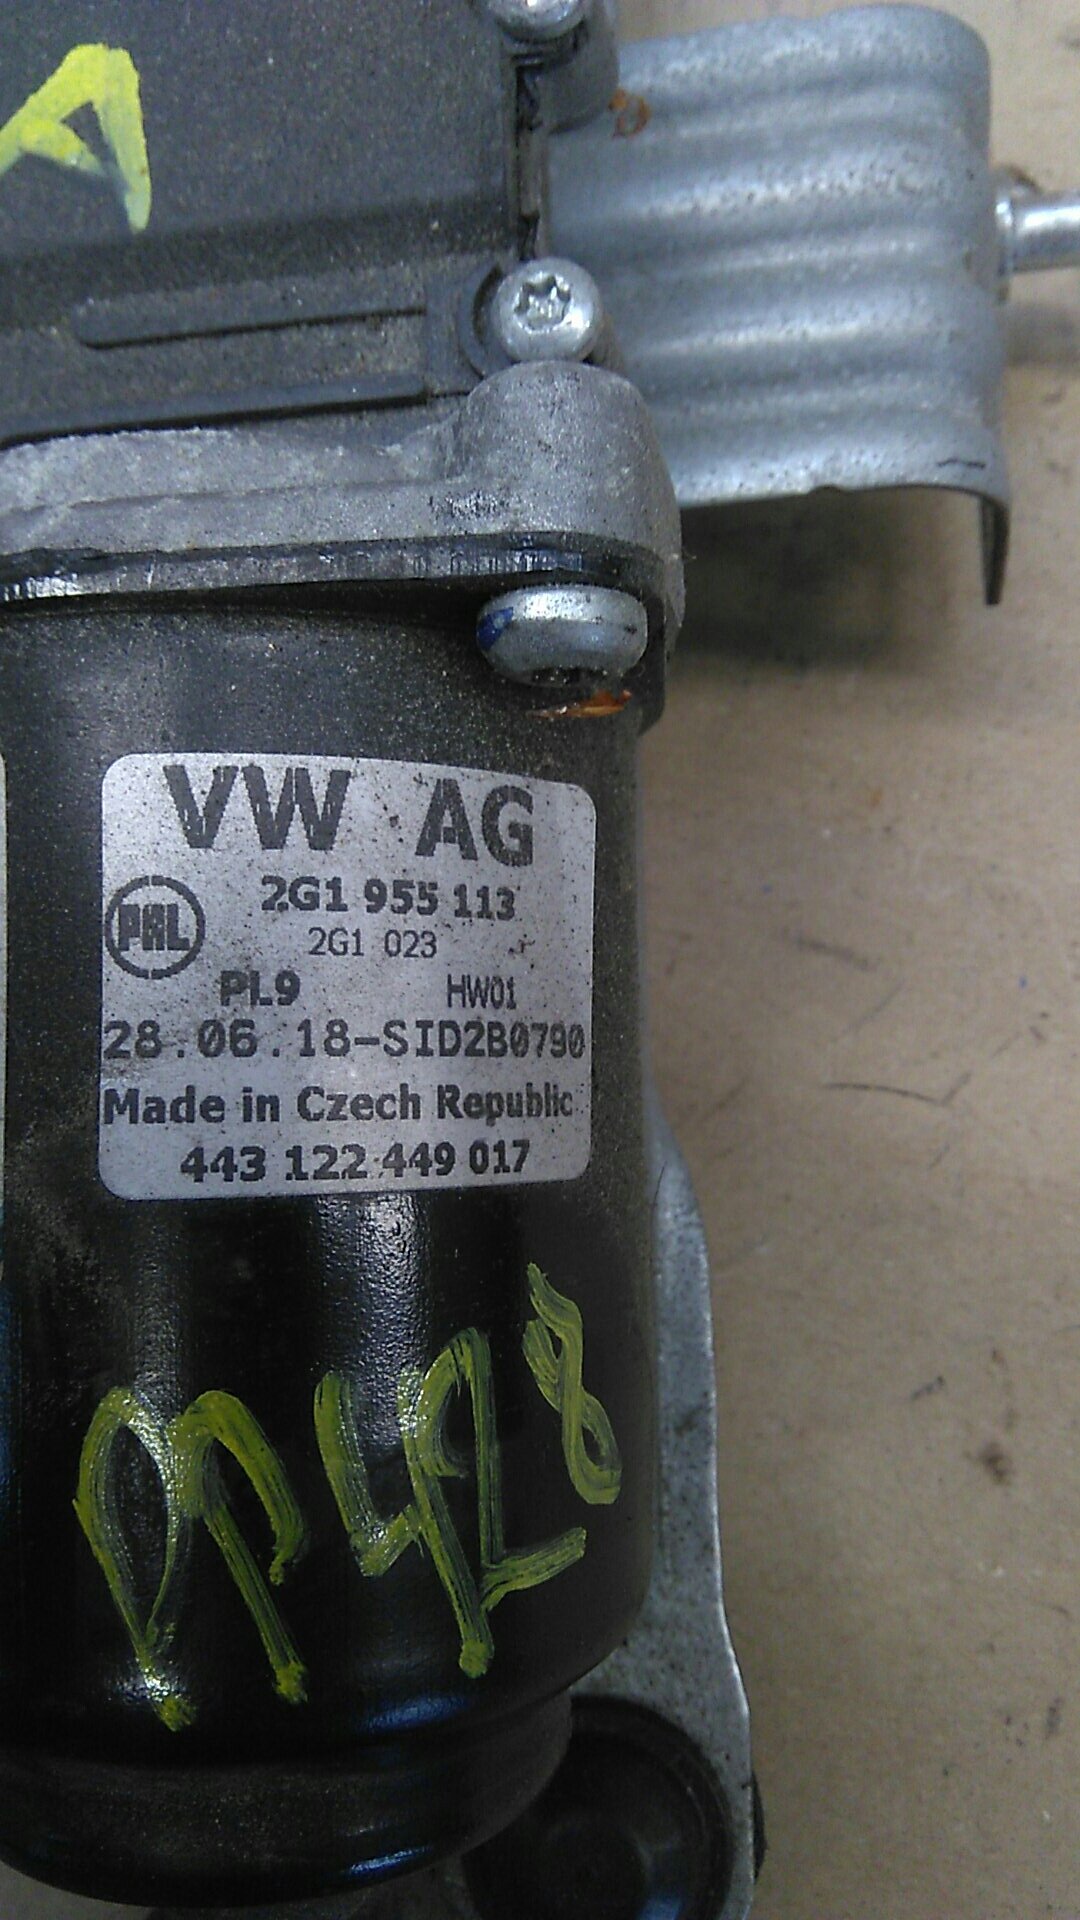 A
VW AG
2G1 955 113
PAL
2G1 023
PL9 HW01
28.06.18-SID2B0790
Made in Czech Republic
443 122 449 017